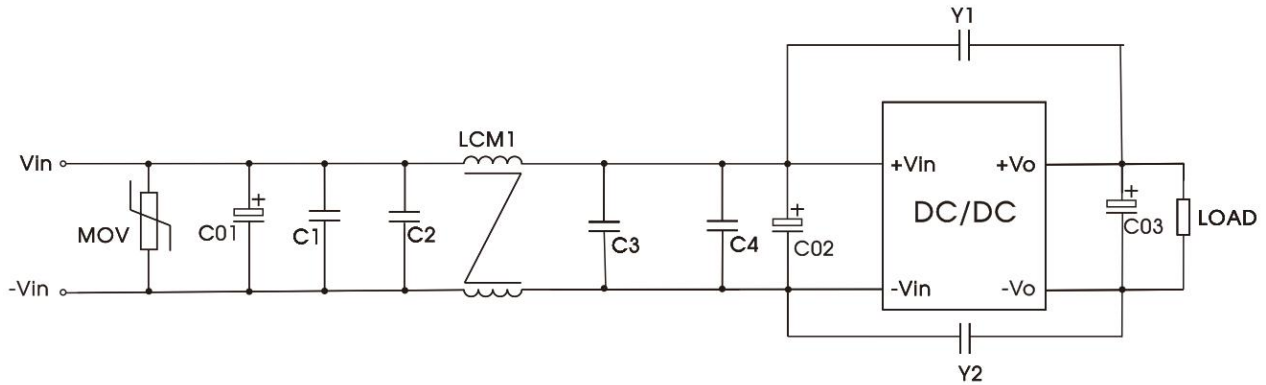 Y1
LCM1
Vin
+Vin
+Vo
+
+
+
DC/DC
MOV
C01
C1
C2
C3
C4
C02
C03
LOAD
-Vin
-Vin
-Vo
Y2